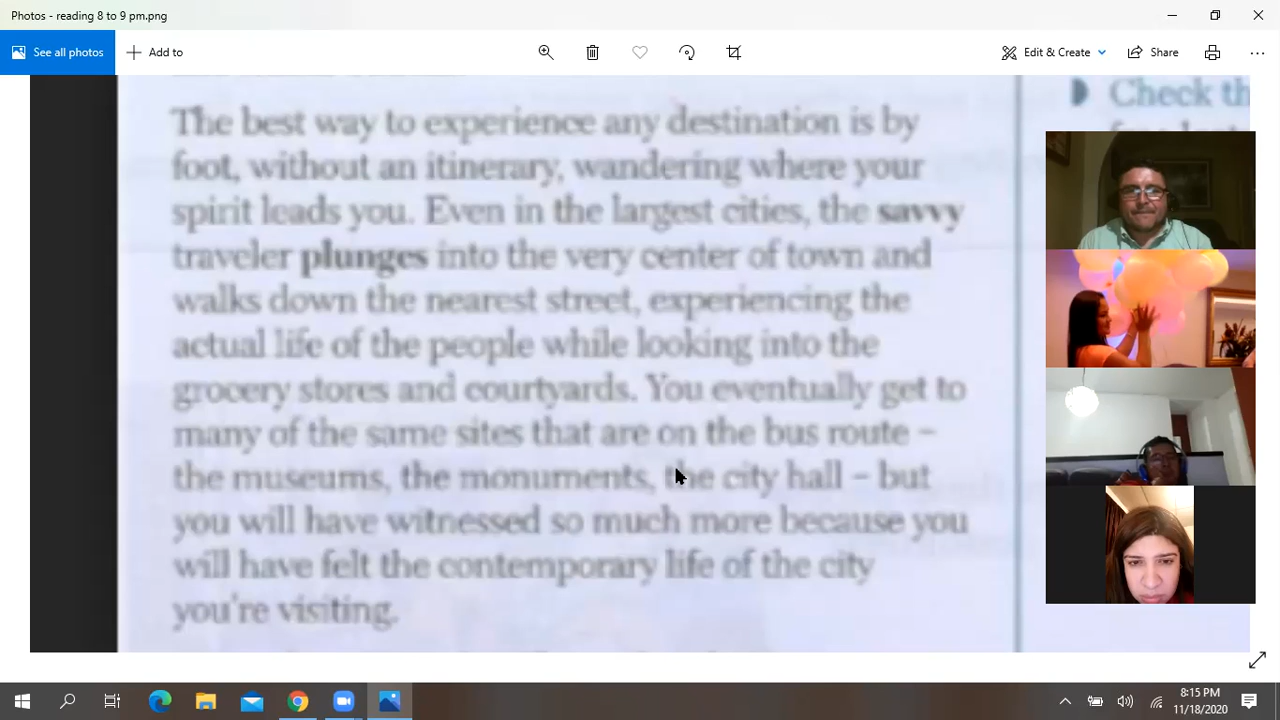 Photos - reading 8 to 9 pm.png
See all photos
Add to
Edit & Create
Share
The best way to experience any destination is by
foot, without an itinerary, wandering where your
spirit leads you. Even in the largest cities, the savvy
traveler plunges into the very center of town and
walks down the nearest street, experiencing the
actual life of the people while looking into the
grocery stores and courtyards. You eventually get to
many of the same sites that are on the bus route –
the museums, the monuments, the city hall – but
you will have witnessed so much more because you
will have felt the contemporary life of the city
you're visiting.
Check th
8:15 PM
11/18/2020